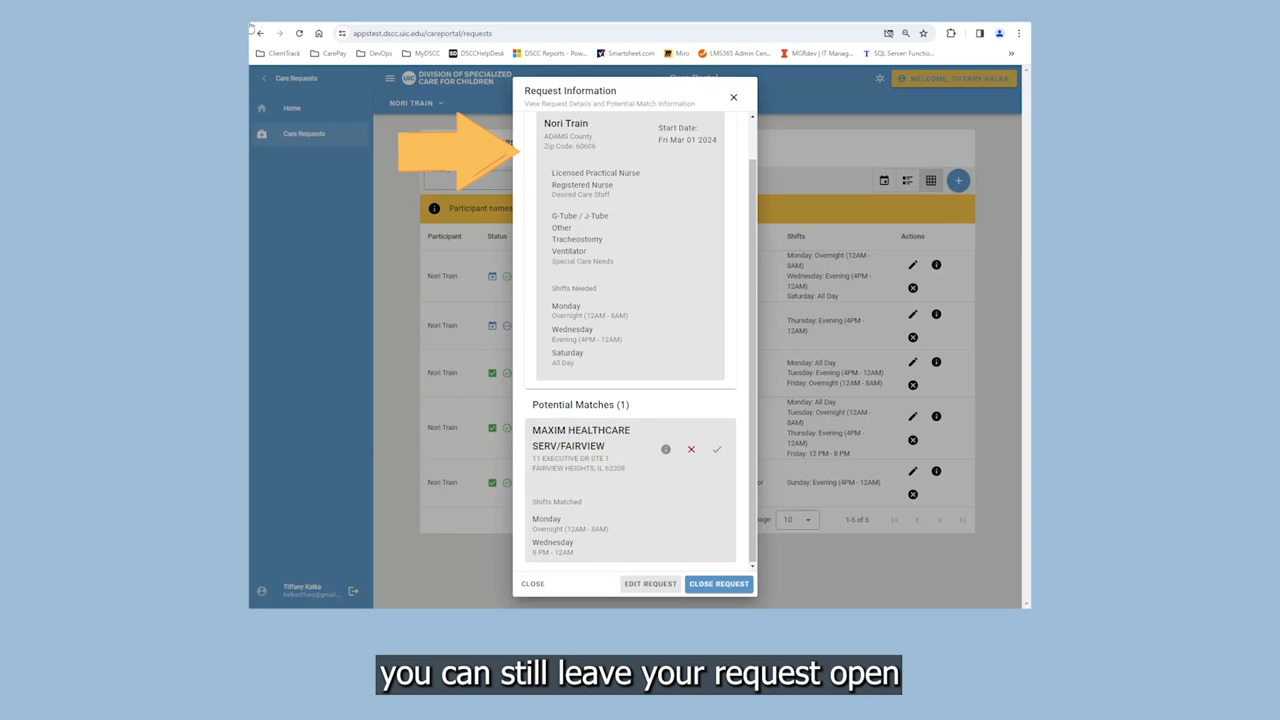 appstest.dscc.uic.edu/careportal/requests
ClientTrack
CarePay
DevOps
MyDSCC
DSCCHelpDesk
DSCC Reports - Pow...
Smartsheet.com
Miro
LMS365 Admin Cen...
MGRdev | IT Manag...
SQL Server: Functio...
Care Requests
UIC DIVISION OF SPECIALIZED
CARE FOR CHILDREN
WELCOME, TIFFANY KALKA
Home
Care Requests
NORI TRAIN
Request Information
View Request Details and Potential Match Information
Nori Train
ADAMS County
Zip Code: 60606
Start Date:
Fri Mar 01 2024
Licensed Practical Nurse
Registered Nurse
Desired Care Staff
G-Tube / J-Tube
Other
Tracheostomy
Ventilator
Special Care Needs
Shifts Needed
Monday
Overnight (12AM - 8AM)
Wednesday
Evening (4PM - 12AM)
Saturday
All Day
Potential Matches (1)
MAXIM HEALTHCARE
SERV/FAIRVIEW
11 EXECUTIVE DR STE 1
FAIRVIEW HEIGHTS, IL 62208
Shifts Matched
Monday
Overnight (12AM - 8AM)
Wednesday
8 PM - 12AM
CLOSE
EDIT REQUEST
CLOSE REQUEST
Participant names
Participant
Status
Shifts
Actions
Nori Train
Monday: Overnight (12AM -
8AM)
Wednesday: Evening (4PM -
12AM)
Saturday: All Day
Nori Train
Thursday: Evening (4PM -
12AM)
Nori Train
Monday: All Day
Tuesday: Evening (4PM - 12AM)
Friday: Overnight (12AM - 8AM)
Nori Train
Monday: All Day
Tuesday: Overnight (12AM -
8AM)
Thursday: Evening (4PM -
12AM)
Friday: 12 PM - 8 PM
Nori Train
Sunday: Evening (4PM - 12AM)
10
1-5 of 5
Tiffany Kalka
you can still leave your request open